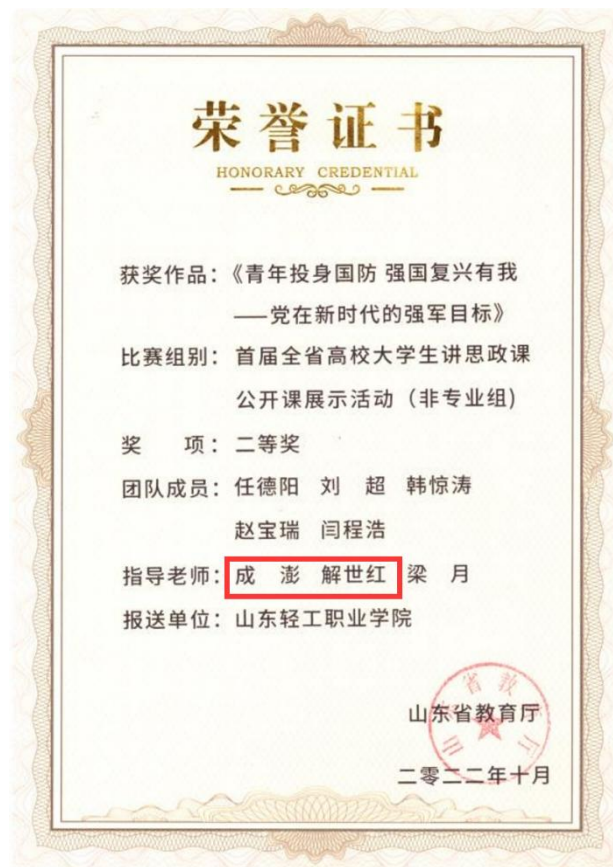 荣誉证书
HONORARY CREDENTIAL
获奖作品：《青年投身国防 强国复兴有我
——党在新时代的强军目标》
比赛组别：首届全省高校大学生讲思政课
公开课展示活动（非专业组)
奖 项：二等奖
团队成员：任德阳 刘 超 韩惊涛
赵宝瑞 闫程浩
指导老师：成 澎 解世红 梁 月
报送单位：山东轻工职业学院
山东省教育厅
山东省教育厅
二零二二年十月